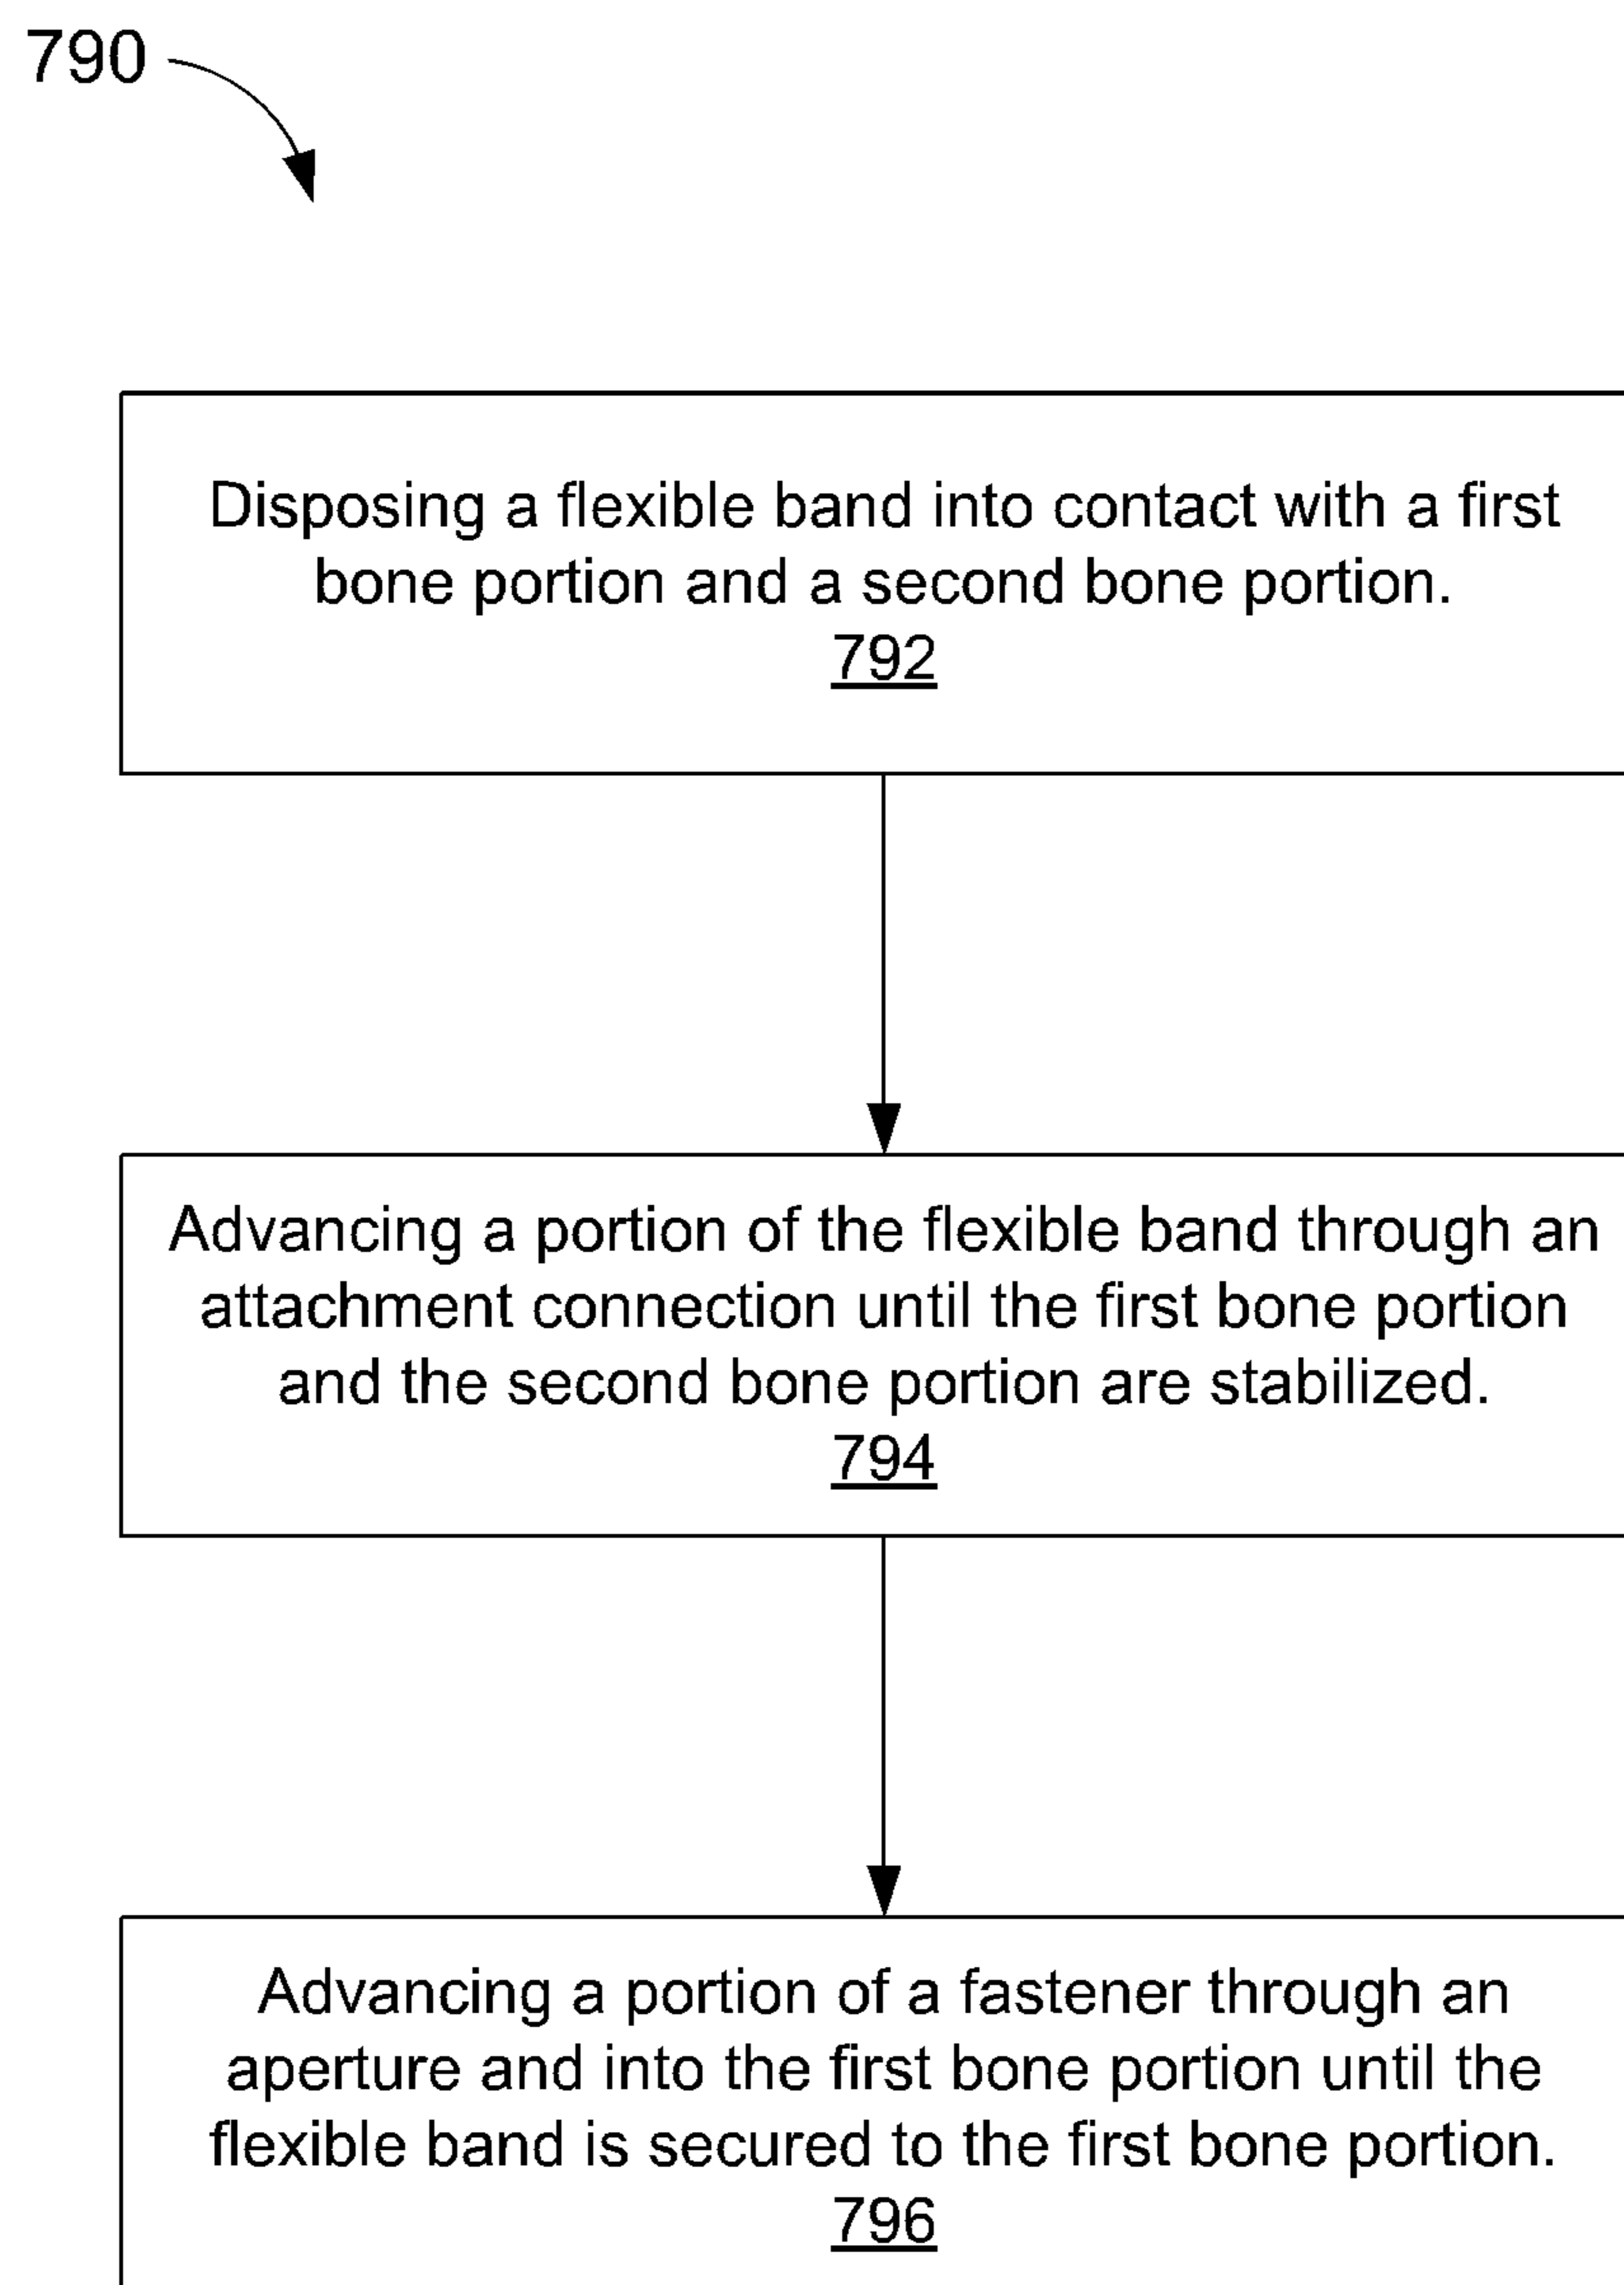 790
Disposing a flexible band into contact with a first
bone portion and a second bone portion.
792
Advancing a portion of the flexible band through an
attachment connection until the first bone portion
and the second bone portion are stabilized.
794
Advancing a portion of a fastener through an
aperture and into the first bone portion until the
flexible band is secured to the first bone portion.
796